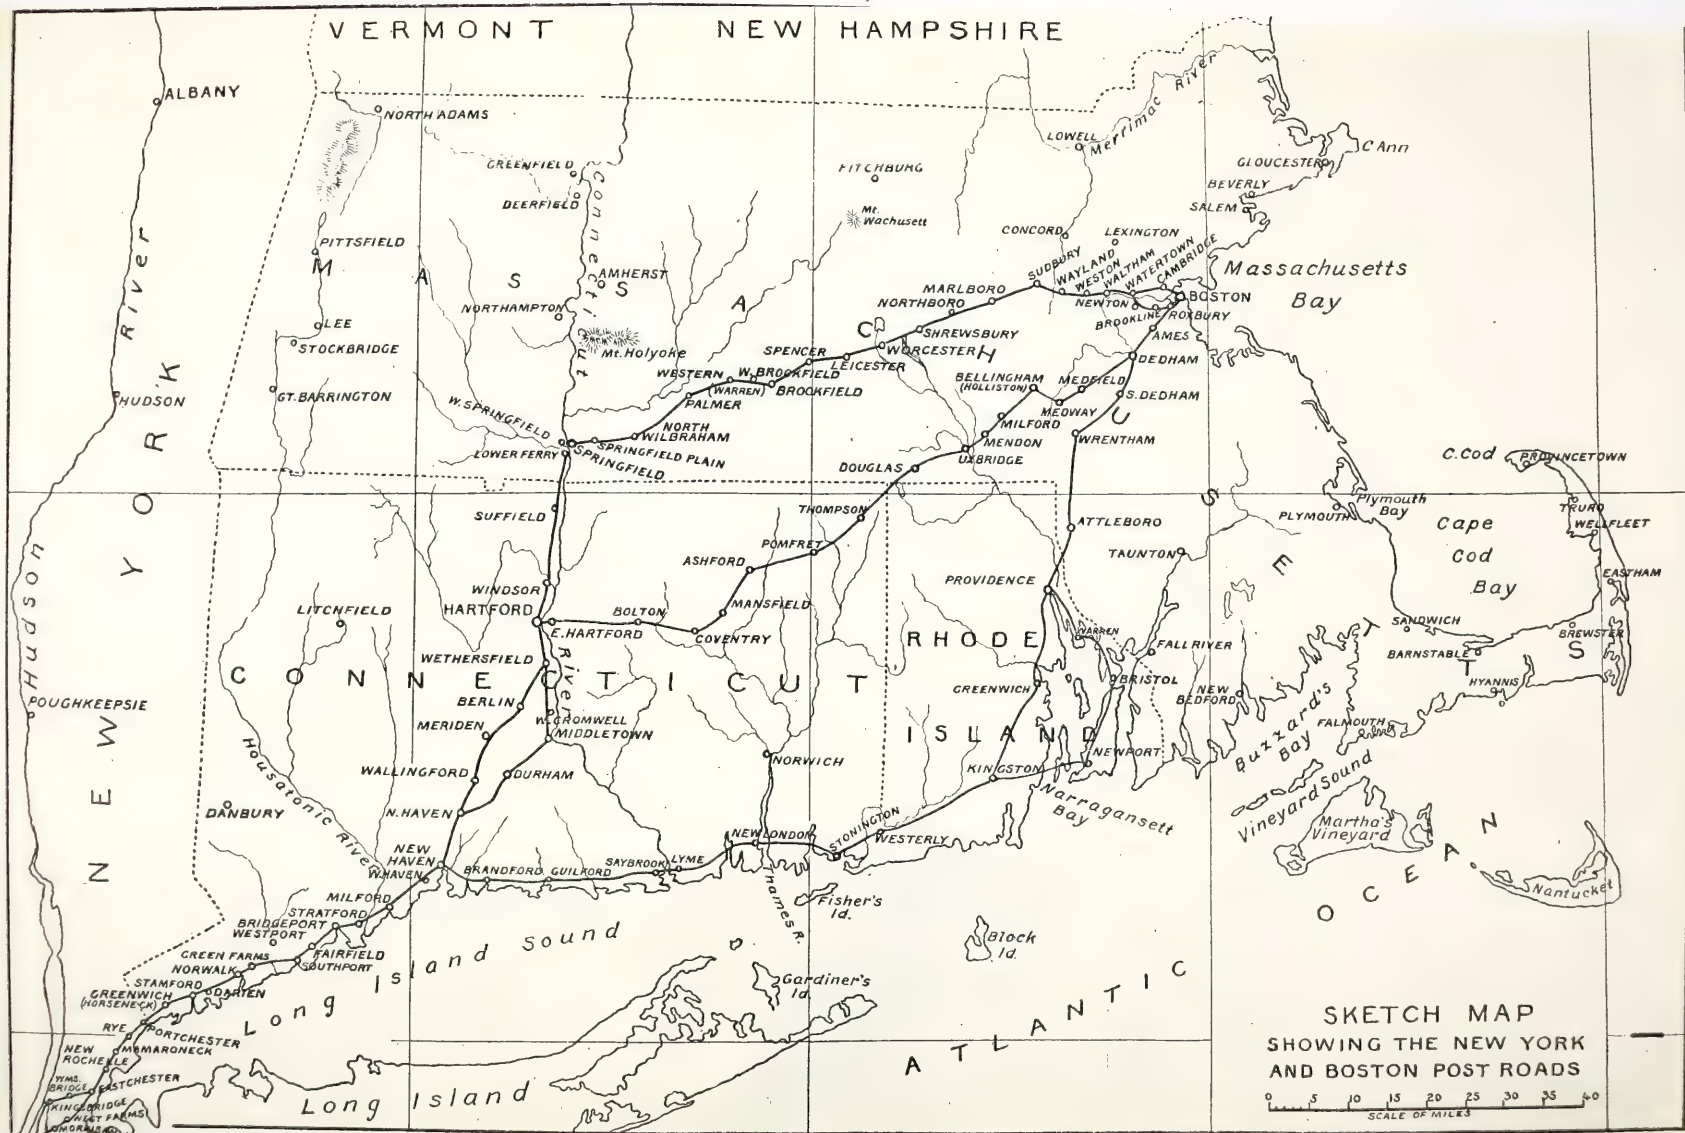 VERMONT
NEW HAMPSHIRE
ALBANY
NORTH ADAMS
GREENFIELD
DEERFIELD
Connecticut
River
FITCHBURG
Mt.
Wachusett
LOWELL
Merrimac River
C Ann
GLOUCESTER
BEVERLY
SALEM
CONCORD
LEXINGTON
SUDBURY
WAYLAND
WESTON
WALTHAM
WATERTOWN
CAMBRIDGE
Massachusetts
Bay
PITTSFIELD
MASSACHUSETTS
AMHERST
NORTHAMPTON
Mt. Holyoke
MARLBORO
NORTHBORO
NEWTON
BOSTON
BROOKLINE
ROXBURY
AMES
SHREWSBURY
WORCESTER
LEICESTER
SPENCER
W. BROOKFIELD
BROOKFIELD
WESTERN
(WARREN)
PALMER
NORTH
WILBRAHAM
SPRINGFIELD PLAIN
SPRINGFIELD
W. SPRINGFIELD
LOWER FERRY
LEE
STOCKBRIDGE
GT. BARRINGTON
HUDSON
Hudson River
NEW YORK
DEDHAM
S. DEDHAM
MEDFIELD
MEDWAY
BELLINGHAM
(HOLLISTON)
MILFORD
MENDON
UXBRIDGE
WRENTHAM
DOUGLAS
THOMPSON
POMFRET
ASHFORD
MANSFIELD
COVENTRY
BOLTON
E. HARTFORD
HARTFORD
WINDSOR
SUFFIELD
LITCHFIELD
ATTLEBORO
TAUNTON
PROVIDENCE
PLYMOUTH
Plymouth
Bay
C. Cod
PROVINCETOWN
TRURO
WELLFLEET
EASTHAM
Cape
Cod
Bay
SANDWICH
BARNSTABLE
BREWSTER
HYANNIS
FALMOUTH
CONNECTICUT
RHODE
ISLAND
WARREN
FALL RIVER
BRISTOL
NEW
BEDFORD
GREENWICH
NEWPORT
KINGSTON
Narragansett
Bay
Buzzard's
Bay
Vineyard Sound
Martha's
Vineyard
Nantucket
WETHERSFIELD
BERLIN
W. CROMWELL
MIDDLETOWN
MERIDEN
WALLINGFORD
DURHAM
N. HAVEN
NORWICH
POUGHKEEPSIE
DANBURY
Housatonic River
NEW
HAVEN
W. HAVEN
BRANDFORD
GUILFORD
SAYBROOK
LYME
NEW LONDON
STONINGTON
WESTERLY
Thames R.
Fisher's
Id.
Block
Id.
Gardiner's
Id.
MILFORD
STRATFORD
BRIDGEPORT
WESTPORT
FAIRFIELD
SOUTHPORT
GREEN FARMS
NORWALK
STAMFORD
DARIEN
GREENWICH
(HORSENECK)
RYE
PORTCHESTER
MAMARONECK
NEW
ROCHELLE
WMS.
BRIDGE
EASTCHESTER
KINGSBRIDGE
WEST FARMS
Long Island Sound
Long Island
ATLANTIC OCEAN
SKETCH MAP
SHOWING THE NEW YORK
AND BOSTON POST ROADS
0 5 10 15 20 25 30 35 40
SCALE OF MILES